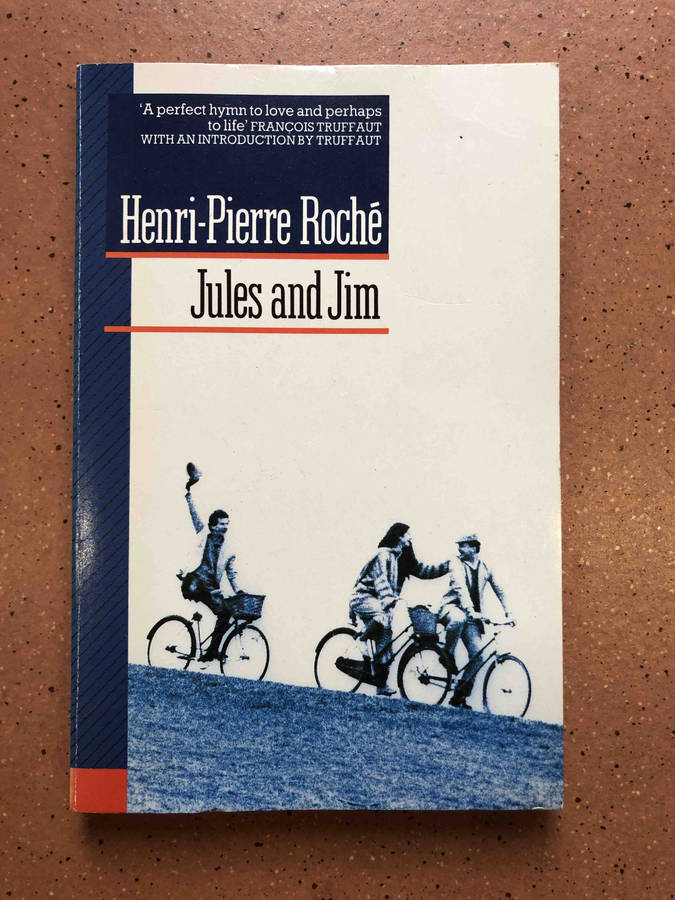 ‘A perfect hymn to love and perhaps
to life’ FRANÇOIS TRUFFAUT
WITH AN INTRODUCTION BY TRUFFAUT
Henri-Pierre Roché
Jules and Jim